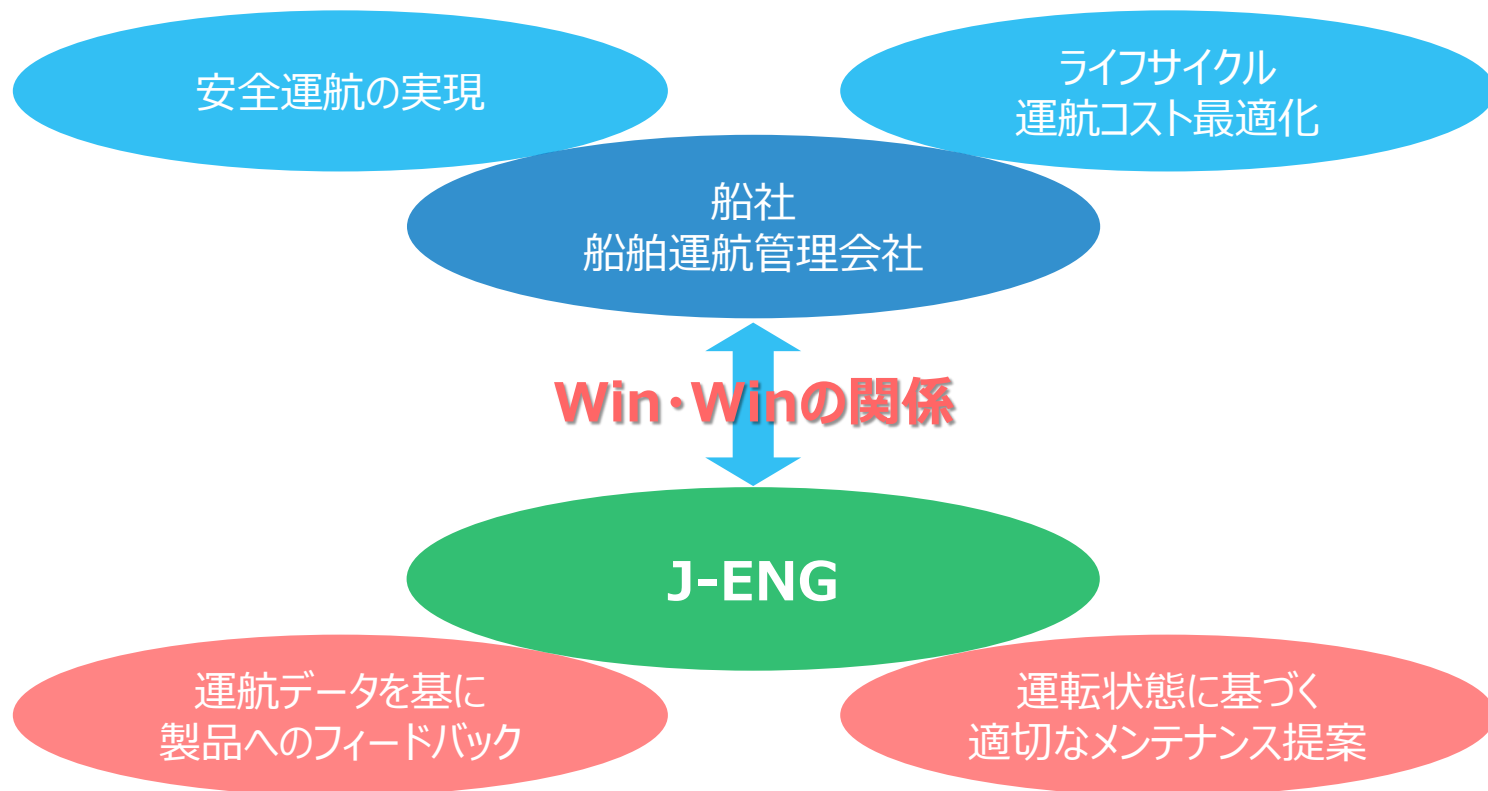 安全運航の実現
ライフサイクル
運航コスト最適化
船社
船舶運航管理会社
Win・Winの関係
J-ENG
運航データを基に
製品へのフィードバック
運転状態に基づく
適切なメンテナンス提案